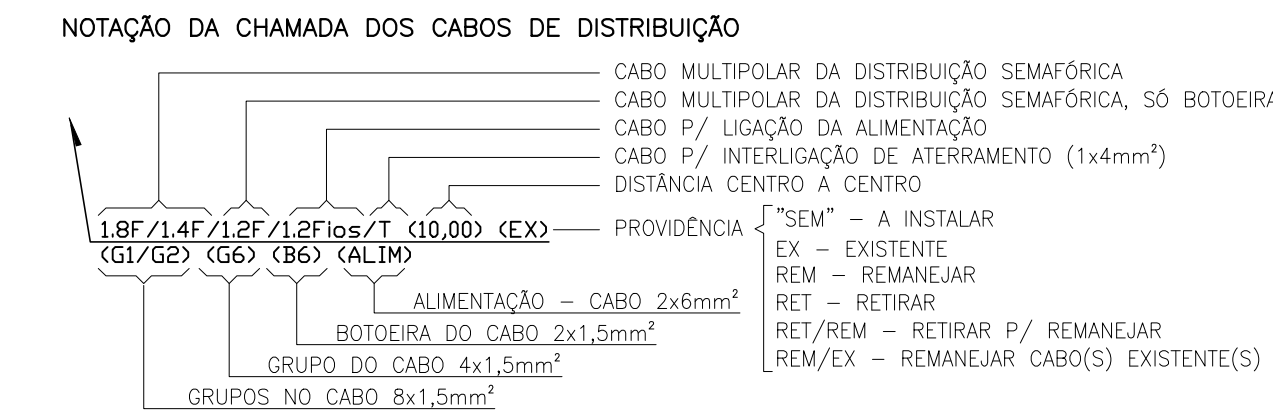 NOTAÇÃO DA CHAMADA DOS CABOS DE DISTRIBUIÇÃO
CABO MULTIPOLAR DA DISTRIBUIÇÃO SEMAFÓRICA
CABO MULTIPOLAR DA DISTRIBUIÇÃO SEMAFÓRICA, SÓ BOTOEIRA
CABO P/ LIGAÇÃO DA ALIMENTAÇÃO
CABO P/ INTERLIGAÇÃO DE ATERRAMENTO (1x4mm²)
DISTÂNCIA CENTRO A CENTRO
1.8F/1.4F/1.2F/1.2Fios/T (10,00) (EX)
(G1/G2) (G6) (B6) (ALIM)
PROVIDÊNCIA
"SEM" – A INSTALAR
EX – EXISTENTE
REM – REMANEJAR
RET – RETIRAR
RET/REM – RETIRAR P/ REMANEJAR
REM/EX – REMANEJAR CABO(S) EXISTENTE(S)
ALIMENTAÇÃO – CABO 2x6mm²
BOTOEIRA DO CABO 2x1,5mm²
GRUPO DO CABO 4x1,5mm²
GRUPOS NO CABO 8x1,5mm²